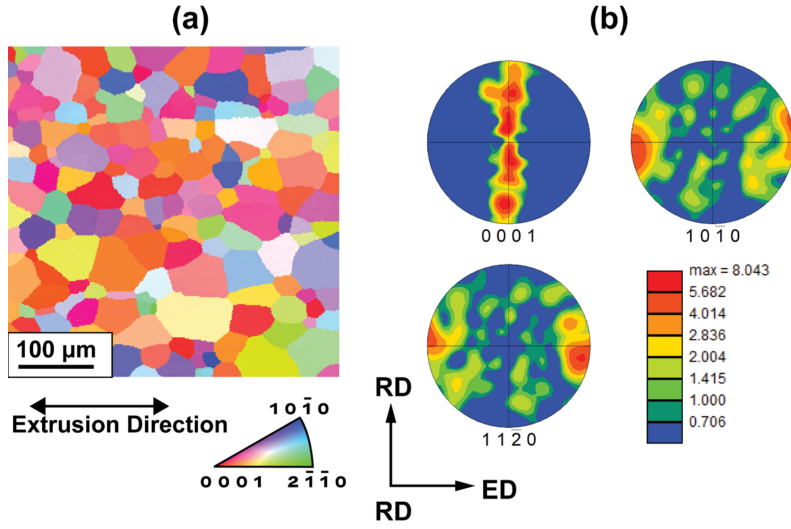 (a)
(b)
100 μm
Extrusion Direction
1 0 1̅ 0
0 0 0 1
2 1̅ 1̅ 0
0 0 0 1
1 0 1̅ 0
1 1 2̅ 0
max = 8.043
5.682
4.014
2.836
2.004
1.415
1.000
0.706
RD
ED
RD